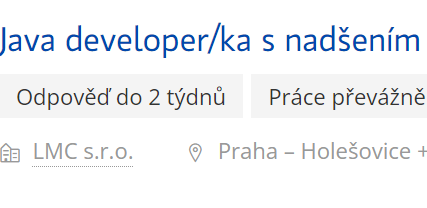 Java developer/ka s nadšením
Odpověď do 2 týdnů Práce převážně
LMC s.r.o. Praha – Holešovice +